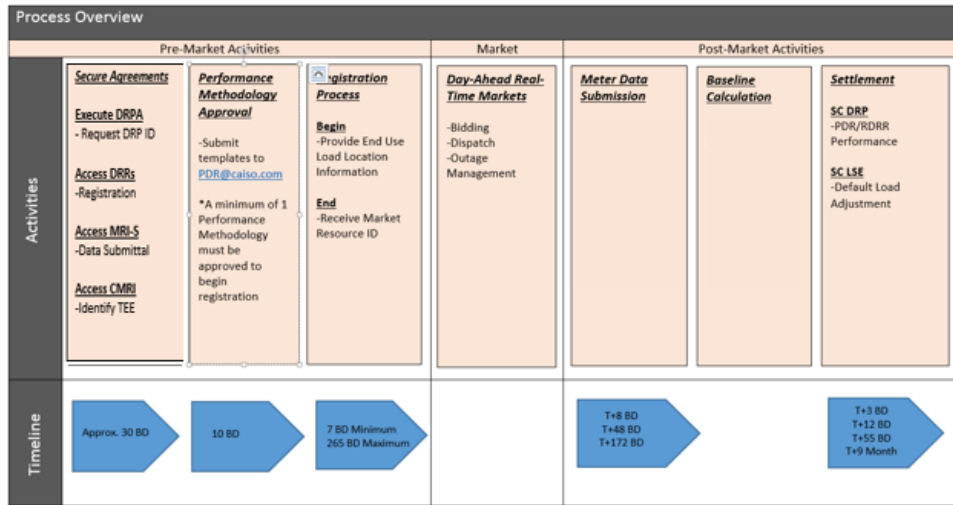 Process Overview
Pre-Market Activities
Market
Post-Market Activities
Activities
Secure Agreements
Execute DRPA
- Request DRP ID
Access DRRs
-Registration
Access MRI-S
-Data Submittal
Access CMRI
-Identify TEE
Performance
Methodology
Approval
-Submit
templates to
PDR@caiso.com
*A minimum of 1
Performance
Methodology
must be
approved to
begin
registration
gistration
Process
Begin
-Provide End Use
Load Location
Information
End
-Receive Market
Resource ID
Day-Ahead Real-
Time Markets
-Bidding
-Dispatch
-Outage
Management
Meter Data
Submission
Baseline
Calculation
Settlement
SC DRP
-PDR/RDRR
Performance
SC LSE
-Default Load
Adjustment
Timeline
Approx. 30 BD
10 BD
7 BD Minimum
265 BD Maximum
T+8 BD
T+48 BD
T+172 BD
T+3 BD
T+12 BD
T+55 BD
T+9 Month